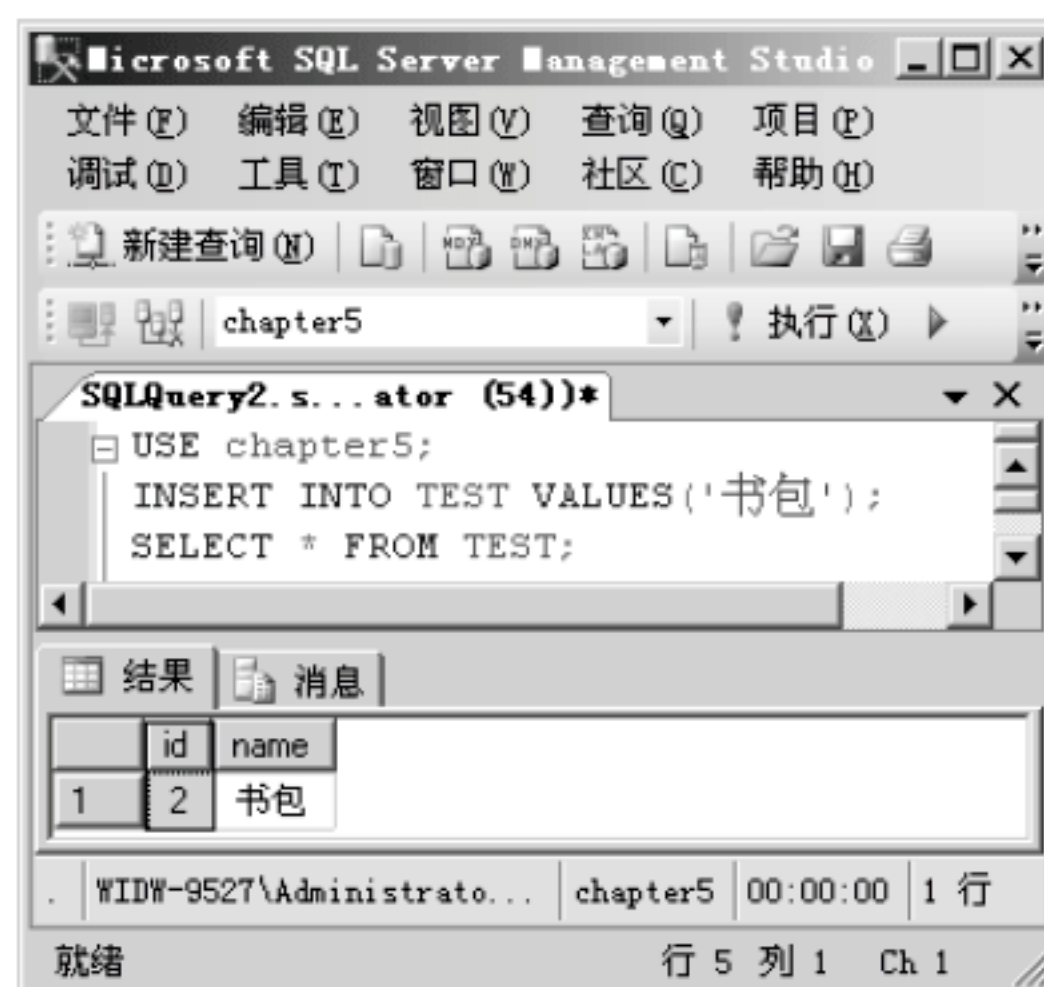 Microsoft SQL Server Management Studio
文件(F) 编辑(E) 视图(V) 查询(Q) 项目(P)
调试(D) 工具(T) 窗口(W) 社区(C) 帮助(H)
新建查询(N)
chapter5 执行(X)
SQLQuery2.s...ator (54))*
USE chapter5;
INSERT INTO TEST VALUES('书包');
SELECT * FROM TEST;
结果 消息
id name
1 2 书包
. WIDW-9527\Administrato... chapter5 00:00:00 1 行
就绪 行 5 列 1 Ch 1